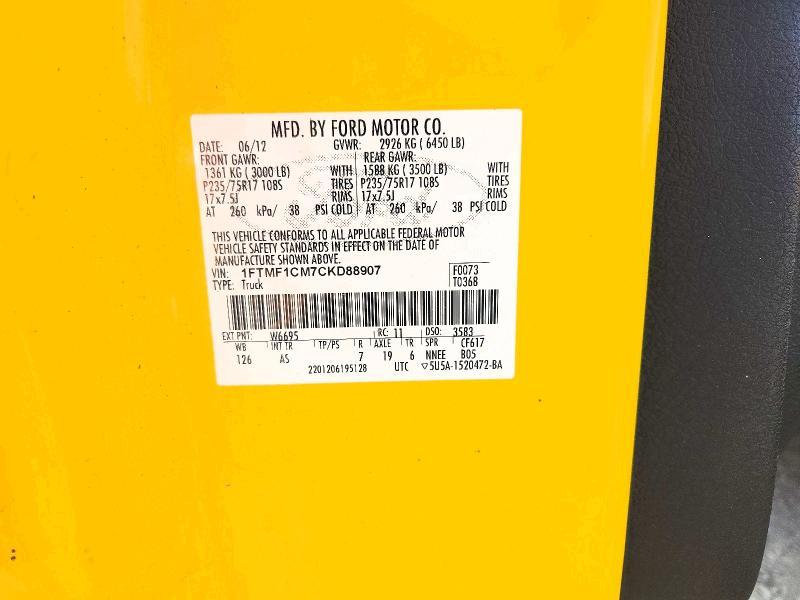 MFD. BY FORD MOTOR CO.
DATE: 06/12 GVWR: 2926 KG ( 6450 LB)
FRONT GAWR: REAR GAWR:
1361 KG ( 3000 LB) WITH 1588 KG ( 3500 LB) WITH
P235/75R17 108S TIRES P235/75R17 108S TIRES
17x7.5J RIMS 17x7.5J RIMS
AT 260 kPa/ 38 PSI COLD AT 260 kPa/ 38 PSI COLD
THIS VEHICLE CONFORMS TO ALL APPLICABLE FEDERAL MOTOR
VEHICLE SAFETY STANDARDS IN EFFECT ON THE DATE OF
MANUFACTURE SHOWN ABOVE.
VIN: 1FTMF1CM7CKD88907 F0073
TYPE: Truck T0368
EXT PNT: W6695 RC: 11 DSO: 3583
WB INT TR TP/PS R AXLE TR SPR CF617
126 AS 7 19 6 NNEE B05
2201206195128 UTC ▽5U5A-1520472-BA